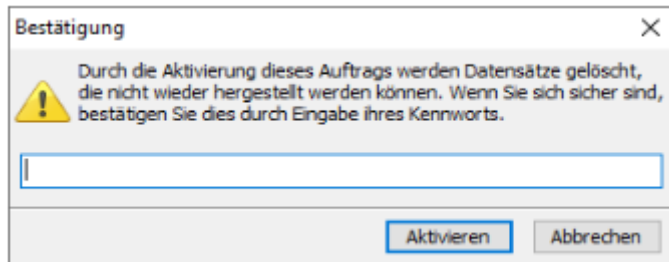 Bestätigung
Durch die Aktivierung dieses Auftrags werden Datensätze gelöscht,
die nicht wieder hergestellt werden können. Wenn Sie sich sicher sind,
bestätigen Sie dies durch Eingabe ihres Kennworts.
Aktivieren Abbrechen